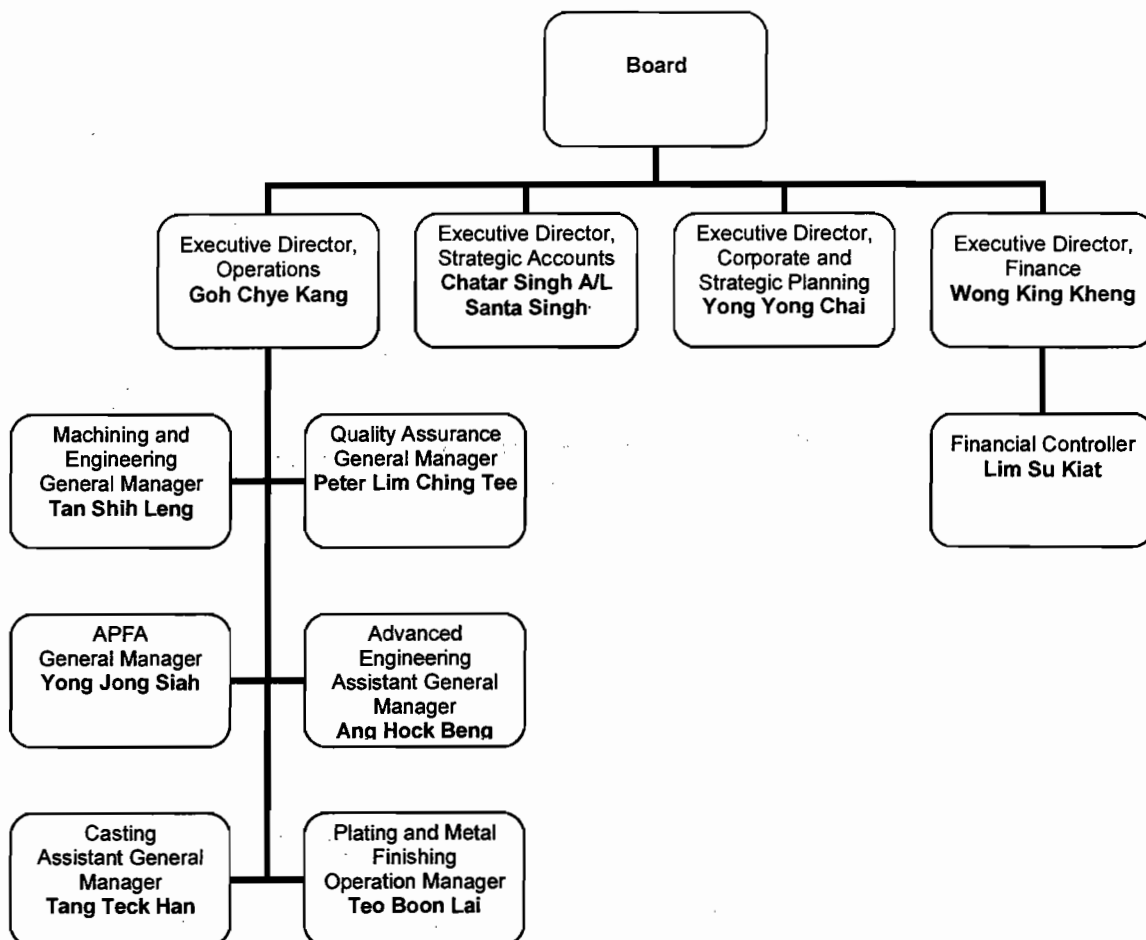 Board
Executive Director,
Operations
Goh Chye Kang
Executive Director,
Strategic Accounts
Chatar Singh A/L
Santa Singh
Executive Director,
Corporate and
Strategic Planning
Yong Yong Chai
Executive Director,
Finance
Wong King Kheng
Machining and
Engineering
General Manager
Tan Shih Leng
Quality Assurance
General Manager
Peter Lim Ching Tee
Financial Controller
Lim Su Kiat
APFA
General Manager
Yong Jong Siah
Advanced
Engineering
Assistant General
Manager
Ang Hock Beng
Casting
Assistant General
Manager
Tang Teck Han
Plating and Metal
Finishing
Operation Manager
Teo Boon Lai